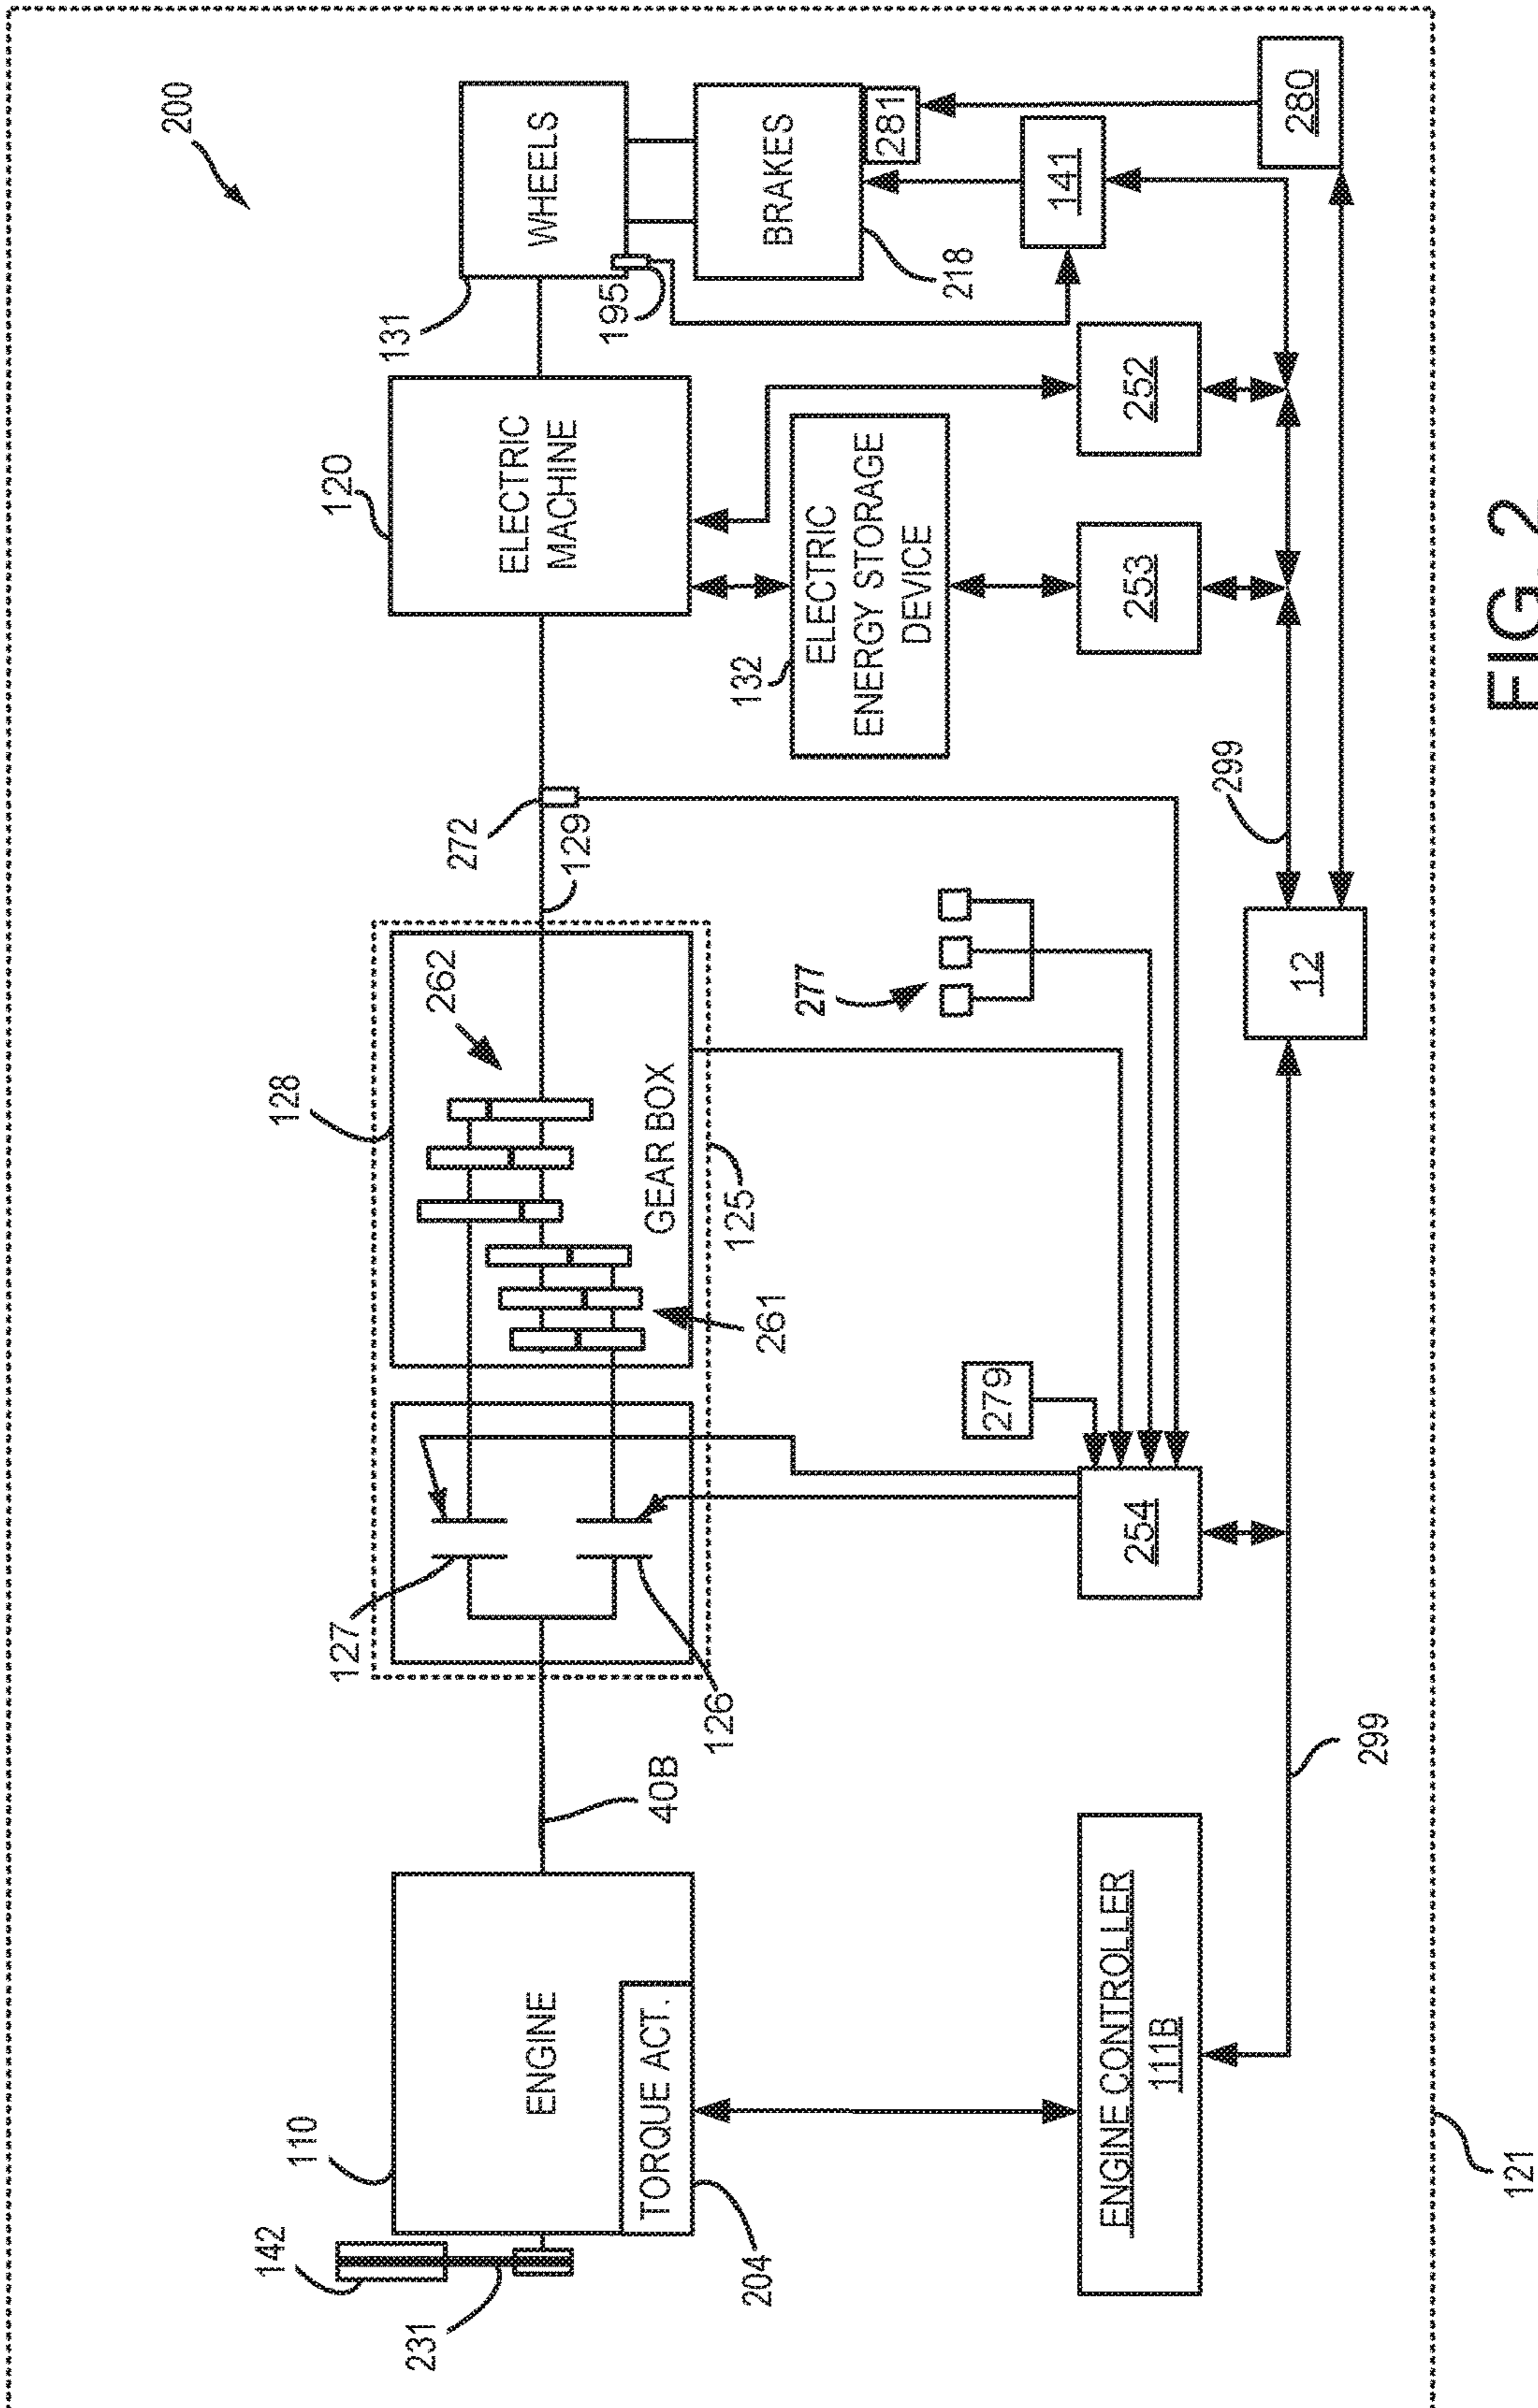 200
WHEELS
BRAKES
281
280
141
131
195
218
120
ELECTRIC
MACHINE
132
ELECTRIC
ENERGY STORAGE
DEVICE
252
253
272
129
299
262
128
GEAR BOX
125
261
277
12
279
254
127
126
40B
299
110
ENGINE
TORQUE ACT.
204
142
231
ENGINE CONTROLLER
111B
121
FIG. 2